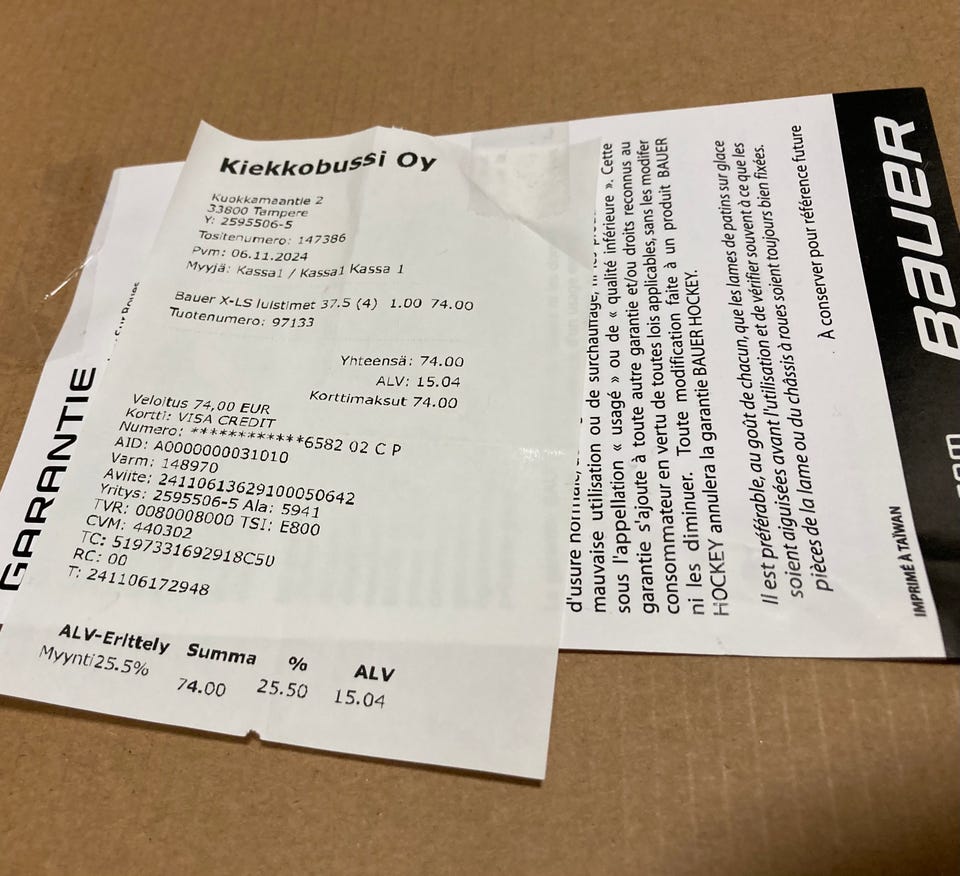 Kiekkobussi Oy
Kuokkamaantie 2
33800 Tampere
Y: 2595506-5
Tositenumero: 147386
Pvm: 06.11.2024
Myyjä: Kassa1 / Kassa1 Kassa 1
Bauer X-LS luistimet 37.5 (4) 1.00 74.00
Tuotenumero: 97133
Yhteensä: 74.00
ALV: 15.04
Korttimaksut 74.00
Veloitus 74,00 EUR
Kortti: VISA CREDIT
Numero: ************6582 02 C P
AID: A0000000031010
Varm: 148970
Aviite: 24110613629100050642
Yritys: 2595506-5 Ala: 5941
TVR: 0080008000 TSI: E800
CVM: 440302
TC: 5197331692918C50
RC: 00
T: 241106172948
ALV-Erittely Summa % ALV
Myynti25.5% 74.00 25.50 15.04
GARANTIE
d'usure normale,
mauvaise utilisation ou de surchauffage,
sous l'appellation « usagé » ou de « qualité inférieure ». Cette
garantie s'ajoute à toute autre garantie et/ou droits reconnus au
consommateur en vertu de toutes lois applicables, sans les modifer
ni les diminuer. Toute modification faite à un produit BAUER
HOCKEY annulera la garantie BAUER HOCKEY.
Il est préférable, au goût de chacun, que les lames de patins sur glace
soient aiguisées avant l'utilisation et de vérifier souvent à ce que les
pièces de la lame ou du châssis à roues soient toujours bien fixées.
À conserver pour référence future
IMPRIMÉ À TAÏWAN
BAUER
.com